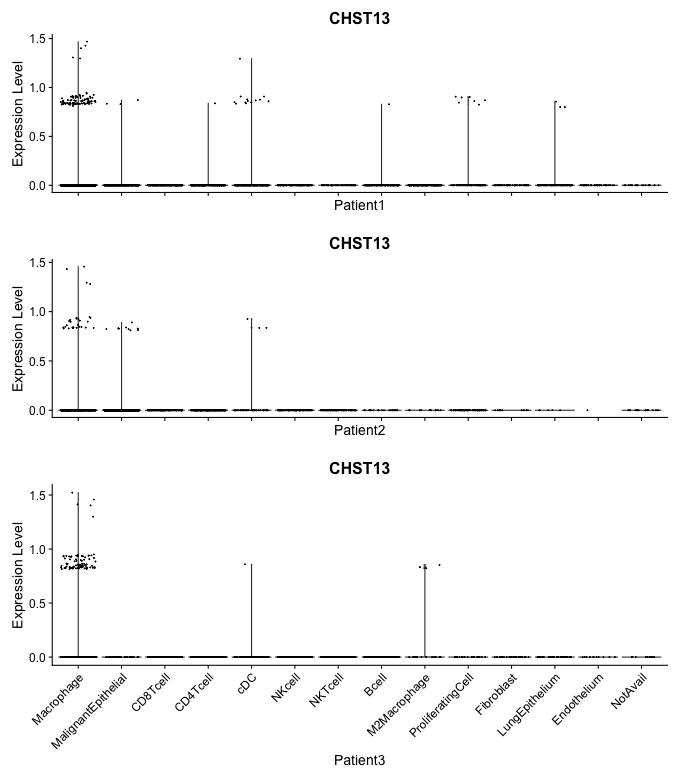 CHST13
Expression Level
1.5
1.0
0.5
0.0
Patient1
CHST13
Expression Level
1.5
1.0
0.5
0.0
Patient2
CHST13
Expression Level
1.5
1.0
0.5
0.0
Macrophage
MalignantEpithelial
CD8Tcell
CD4Tcell
cDC
NKcell
NKTcell
Bcell
M2Macrophage
ProliferatingCell
Fibroblast
LungEpithelium
Endothelium
NotAvail
Patient3